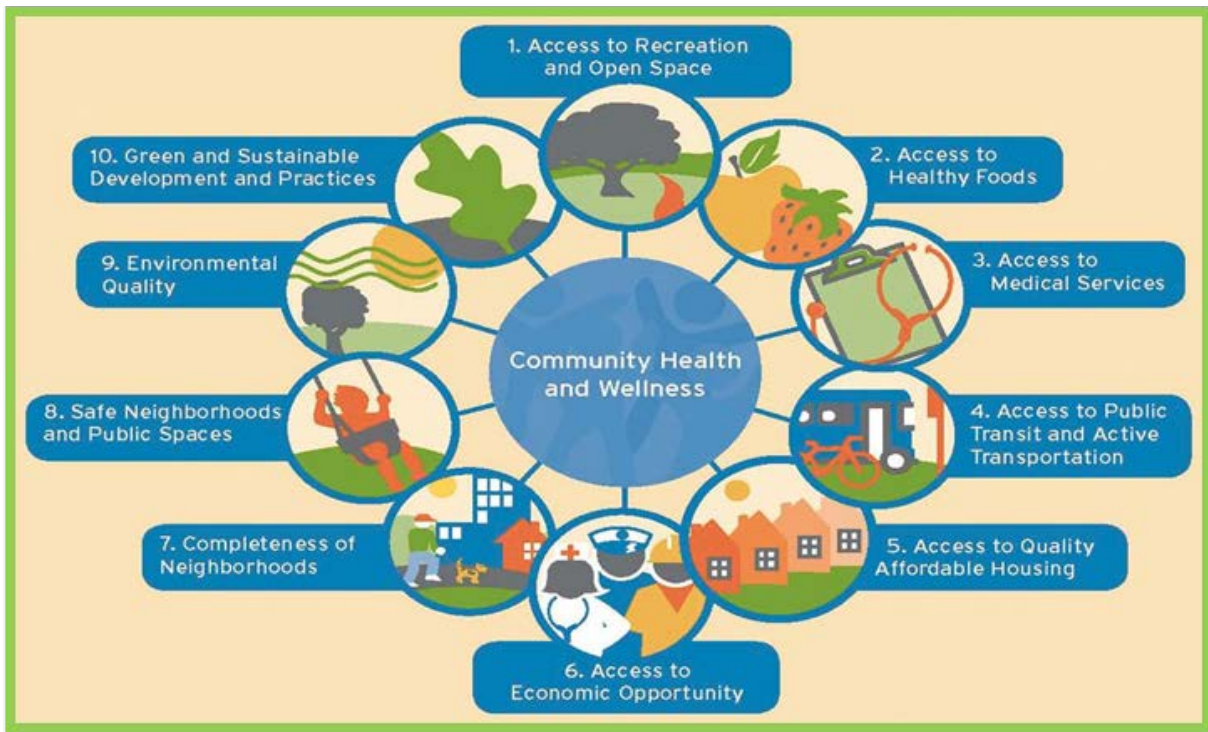 1. Access to Recreation
and Open Space
2. Access to
Healthy Foods
3. Access to
Medical Services
4. Access to Public
Transit and Active
Transportation
5. Access to Quality
Affordable Housing
6. Access to
Economic Opportunity
7. Completeness of
Neighborhoods
8. Safe Neighborhoods
and Public Spaces
9. Environmental
Quality
10. Green and Sustainable
Development and Practices
Community Health
and Wellness